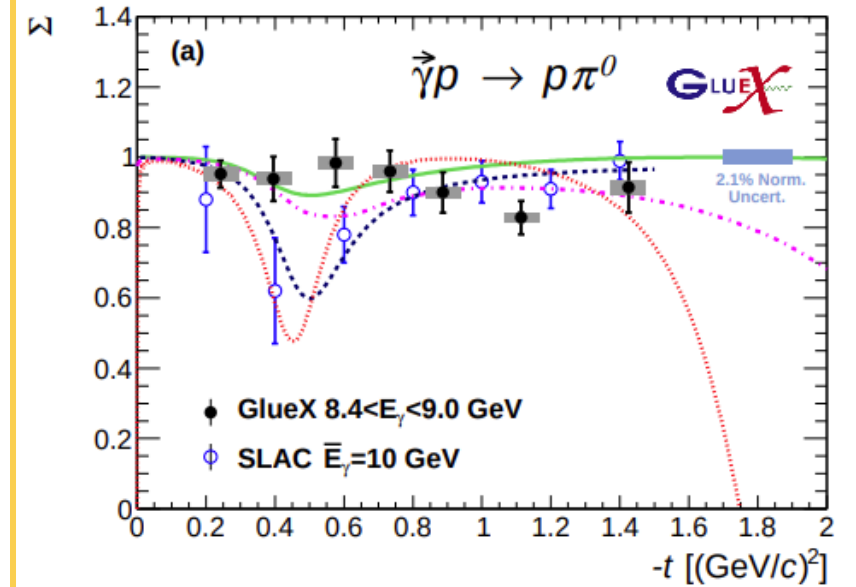 Σ
1.4
1.2
1
0.8
0.6
0.4
0.2
0
(a)
γ⃗p → pπ⁰
GLUEX
2.1% Norm.
Uncert.
GlueX 8.4<Eγ<9.0 GeV
SLAC E̅γ=10 GeV
0 0.2 0.4 0.6 0.8 1 1.2 1.4 1.6 1.8 2
-t [(GeV/c)²]